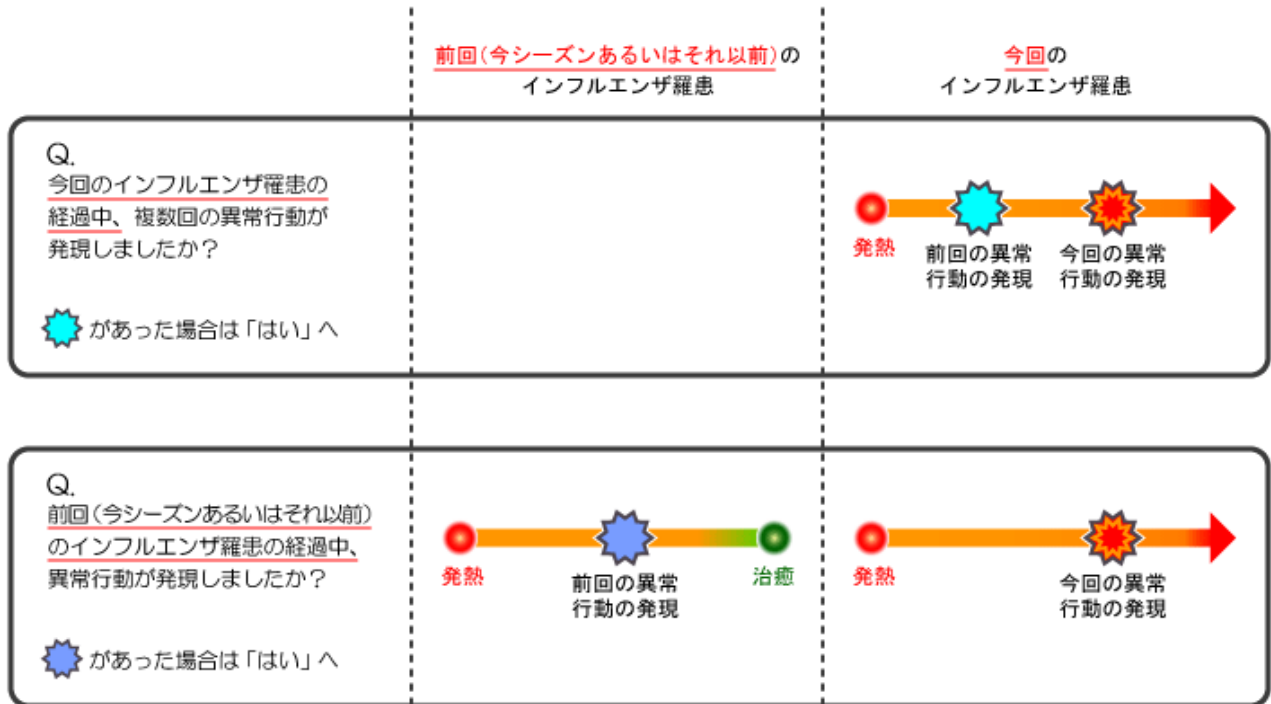 前回(今シーズンあるいはそれ以前)の
インフルエンザ羅患
今回の
インフルエンザ羅患
Q.
今回のインフルエンザ罹患の
経過中、複数回の異常行動が
発現しましたか?
があった場合は「はい」へ
発熱
前回の異常
行動の発現
今回の異常
行動の発現
Q.
前回(今シーズンあるいはそれ以前)
のインフルエンザ羅患の経過中、
異常行動が発現しましたか?
があった場合は「はい」へ
発熱
前回の異常
行動の発現
治癒
発熱
今回の異常
行動の発現